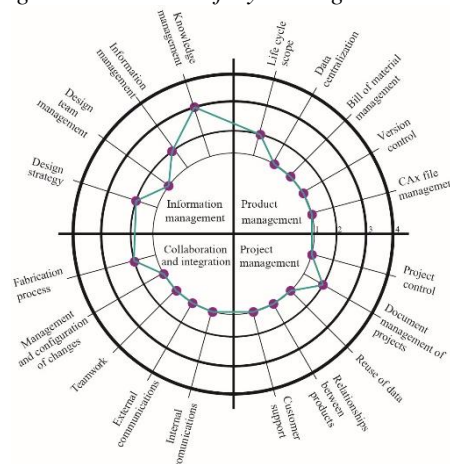 Knowledge
management
Life cycle
scope
Information
management
Data
centralization
Design
team
management
Bill of material
management
Version
control
Design
strategy
CAx file
management
Information
management
Product
management
1 2 3 4
Collaboration
and integration
Project
management
Fabrication
process
Project
control
Management
and configuration
of changes
Document
management of
projects
Teamwork
Reuse of data
External
communications
Relationships
between
products
Internal
communications
Customer
support